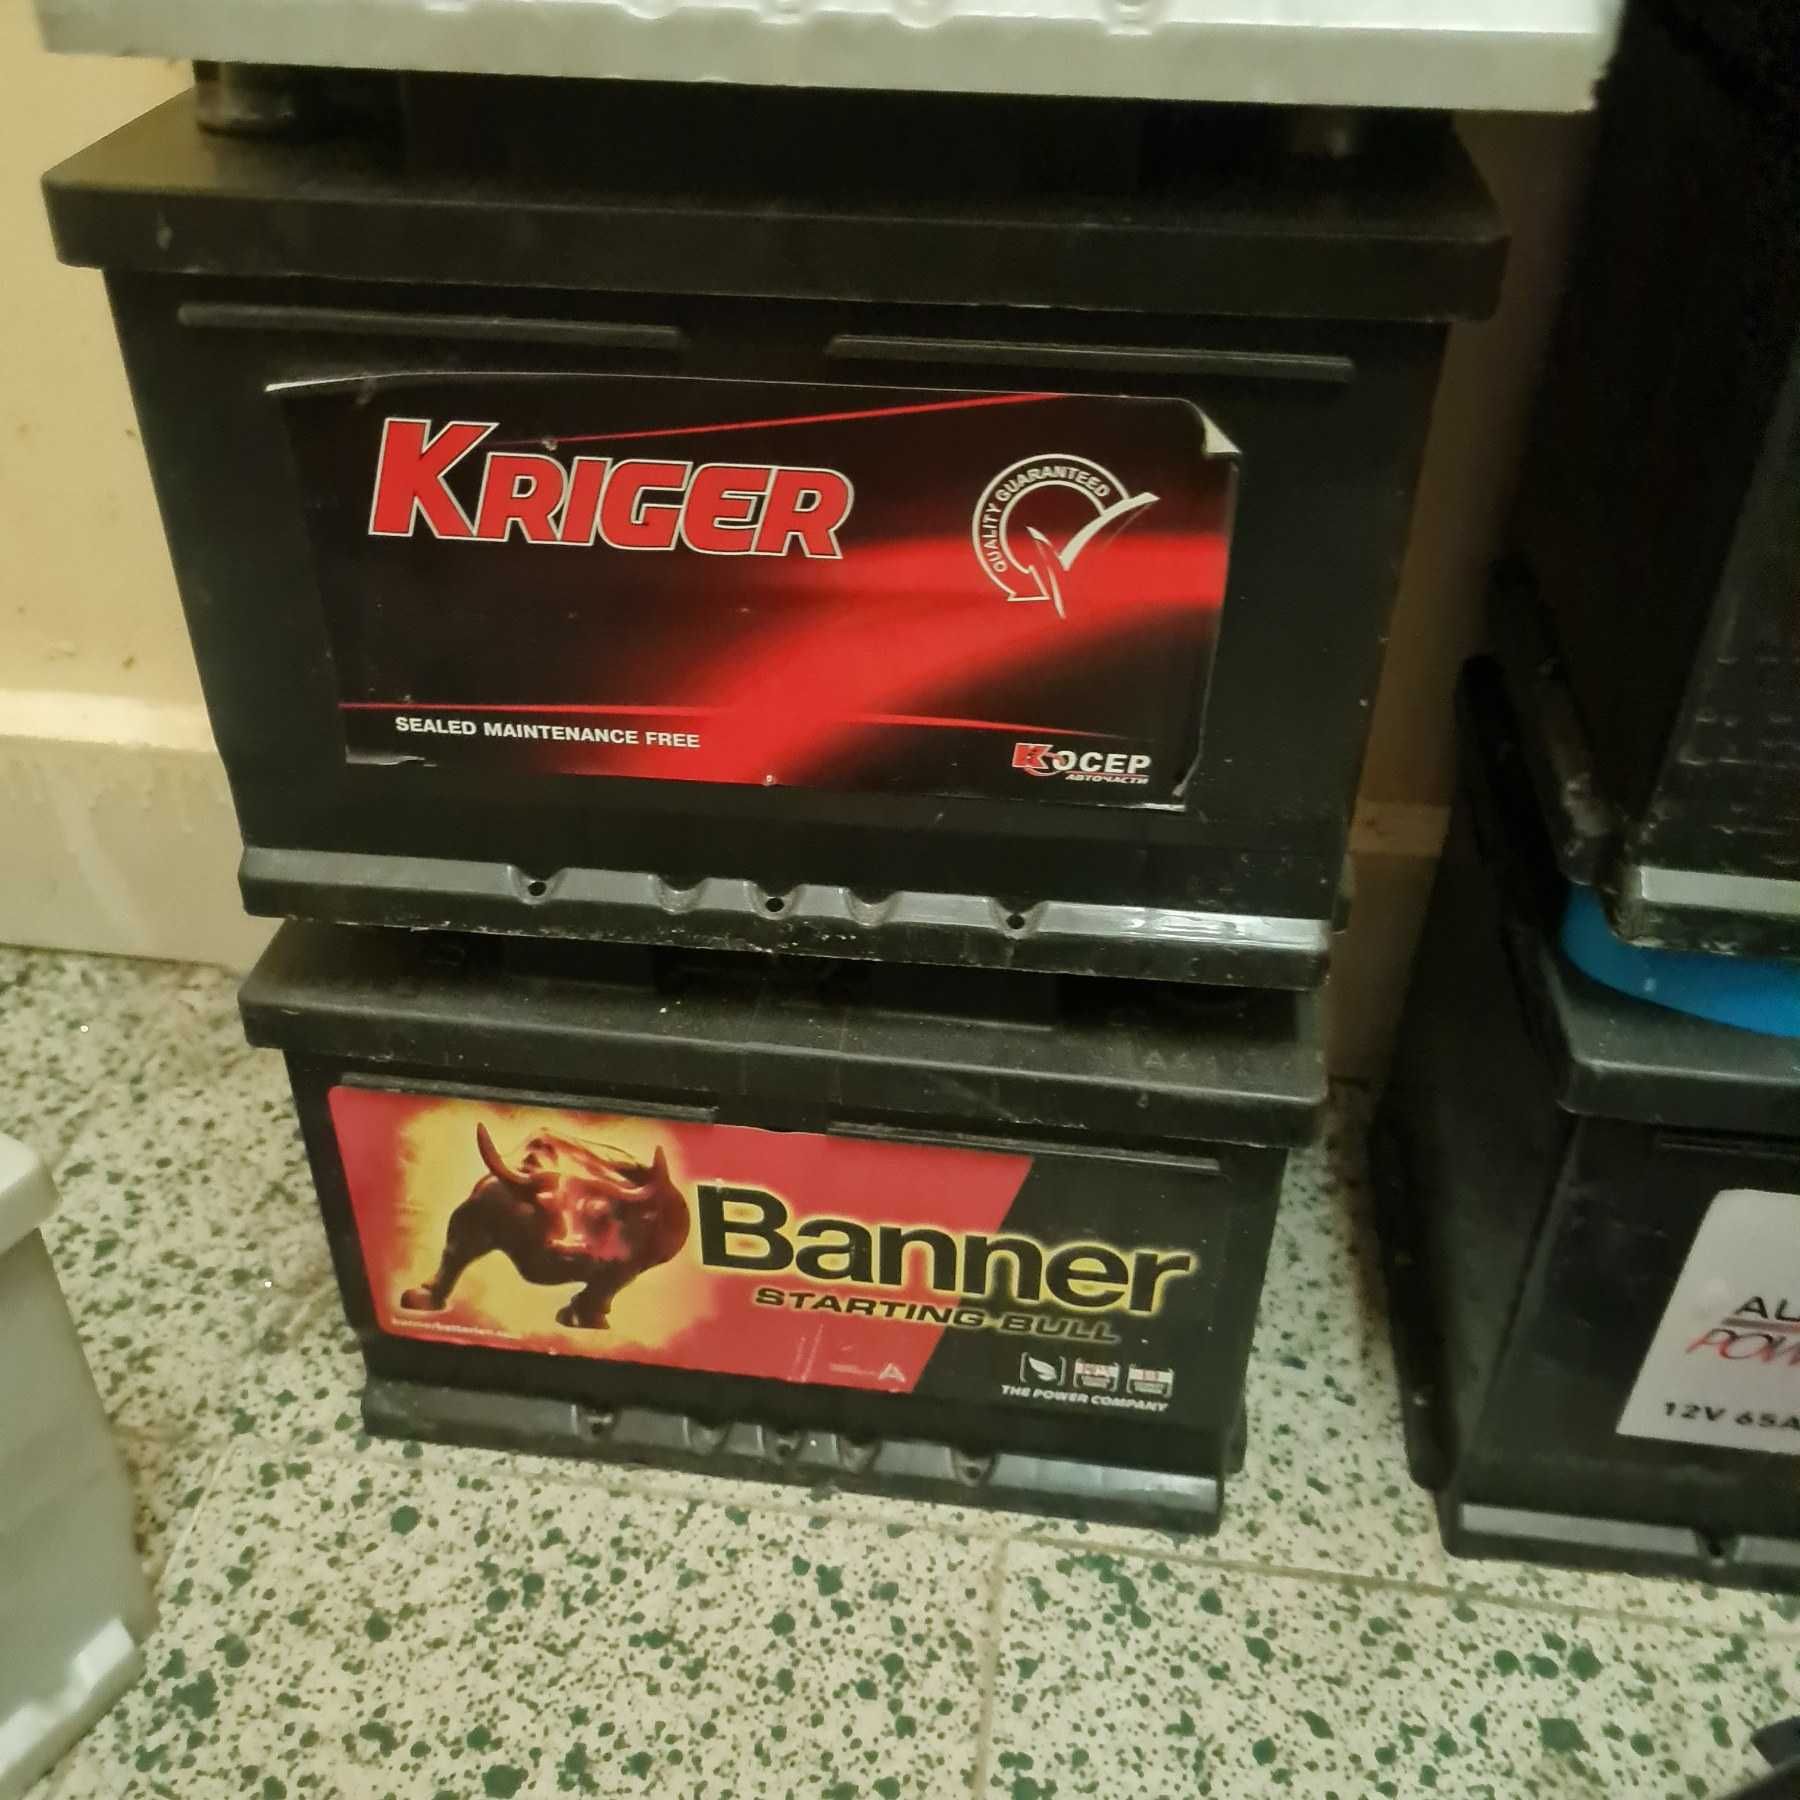 KRIGER
QUALITY GUARANTEED
SEALED MAINTENANCE FREE
КОСЕР
АВТОЧАСТИ
Banner
STARTING BULL
THE POWER COMPANY
12V 65A